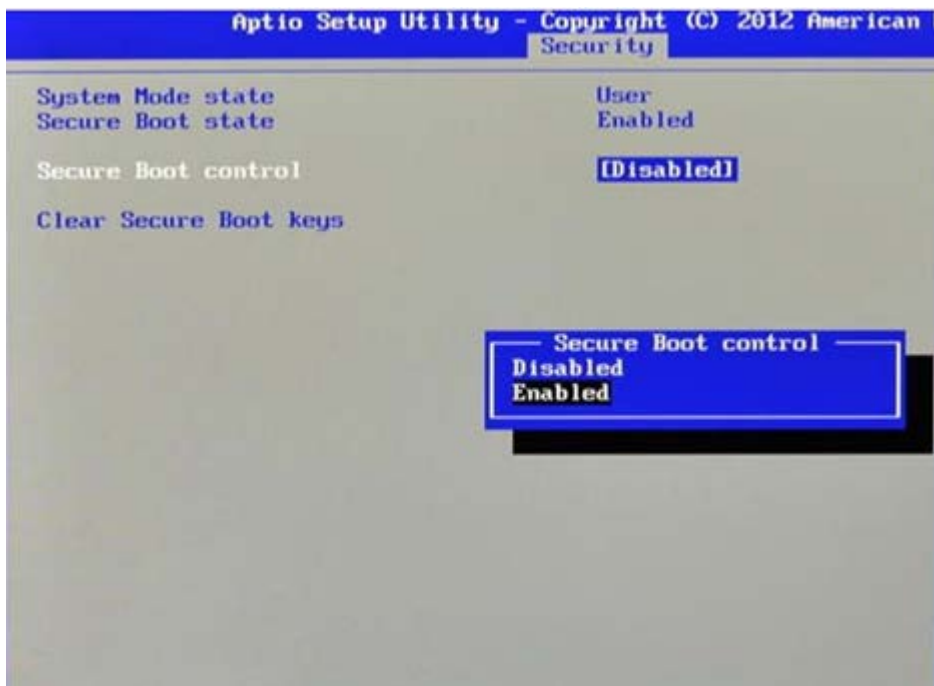 Aptio Setup Utility - Copyright (C) 2012 American
Security
System Mode state User
Secure Boot state Enabled
Secure Boot control [Disabled]
Clear Secure Boot keys
Secure Boot control
Disabled
Enabled